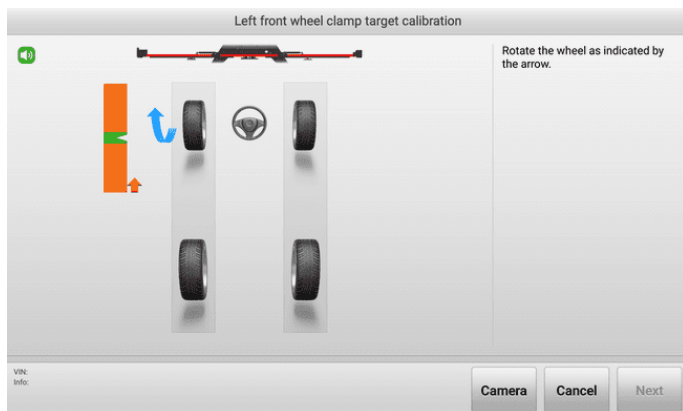 Left front wheel clamp target calibration
Rotate the wheel as indicated by
the arrow.
VIN:
Info:
Camera
Cancel
Next